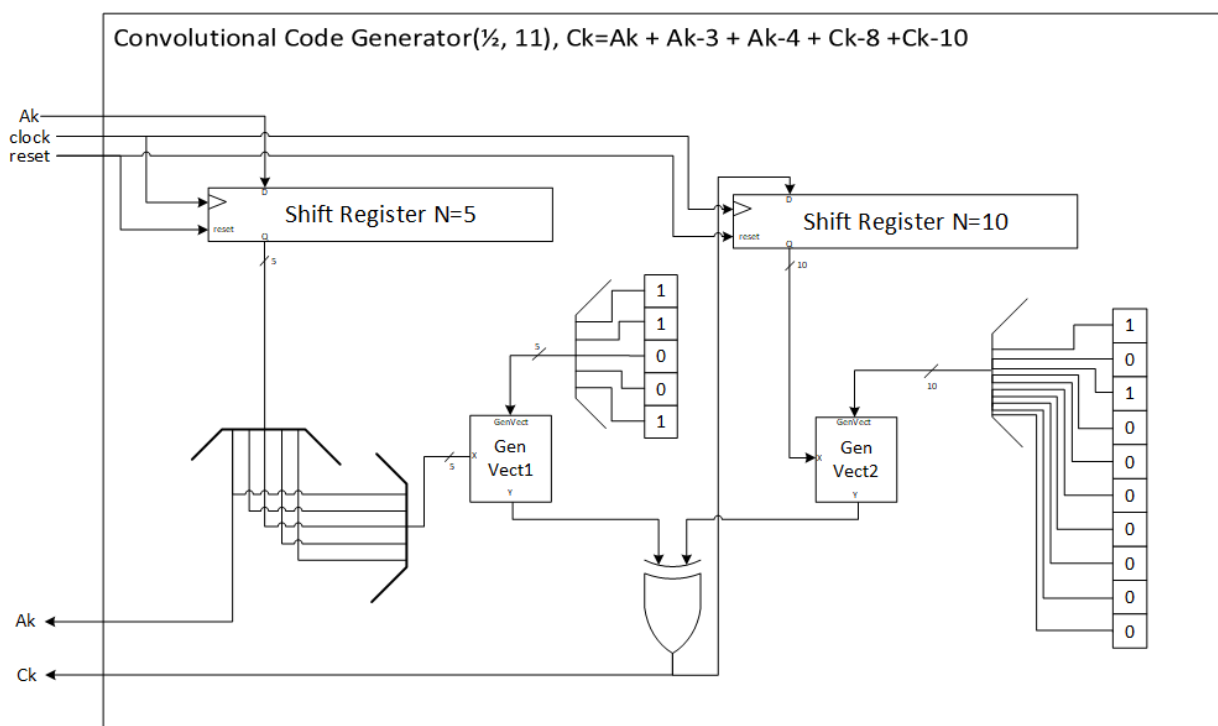 Convolutional Code Generator(½, 11), Ck=Ak + Ak-3 + Ak-4 + Ck-8 +Ck-10
Ak
clock
reset
D
Shift Register N=5
reset
Q
5
D
Shift Register N=10
reset
Q
10
1
1
0
0
1
5
1
0
1
0
0
0
0
0
0
0
10
GenVect
Gen
Vect1
X
Y
5
GenVect
Gen
Vect2
X
Y
Ak
Ck